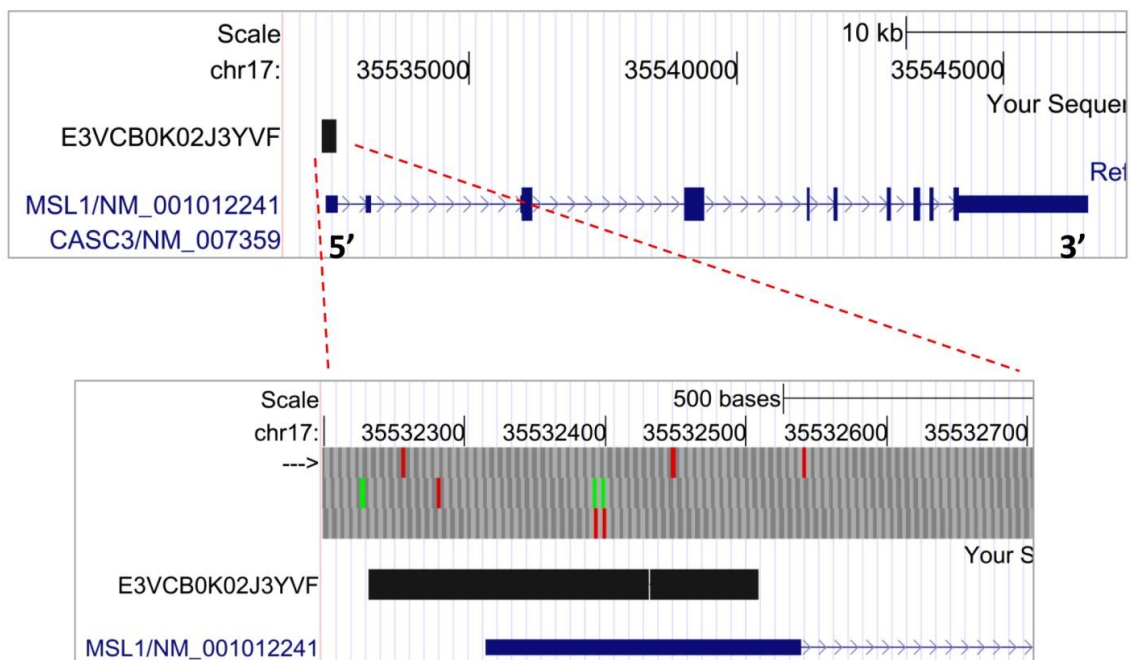 Scale 10 kb
chr17: 35535000 35540000 35545000
Your Sequer
E3VCB0K02J3YVF
Ref
MSL1/NM_001012241
CASC3/NM_007359 5’ 3’
Scale 500 bases
chr17: 35532300 35532400 35532500 35532600 35532700
--->
Your S
E3VCB0K02J3YVF
MSL1/NM_001012241